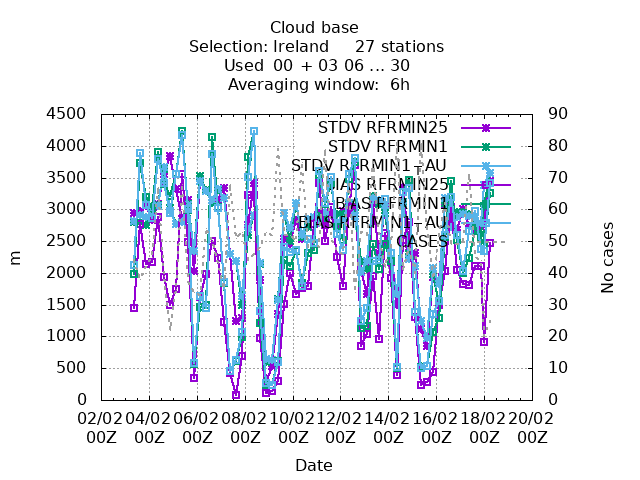 Cloud base
Selection: Ireland 27 stations
Used 00 + 03 06 ... 30
Averaging window: 6h
4500
4000
3500
3000
2500
2000
1500
1000
500
0
m
90
80
70
60
50
40
30
20
10
0
No cases
STDV RFRMIN25
STDV RFRMIN1
STDV RFRMIN1-AU
BIAS RFRMIN25
BIAS RFRMIN1
BIAS RFRMIN1-AU
CASES
02/02 04/02 06/02 08/02 10/02 12/02 14/02 16/02 18/02 20/02
00Z 00Z 00Z 00Z 00Z 00Z 00Z 00Z 00Z 00Z
Date